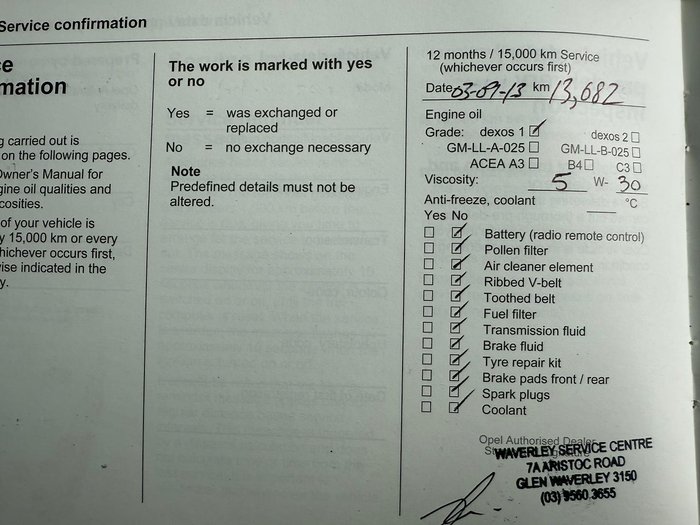 Service confirmation
ce
mation
g carried out is
on the following pages.
Owner's Manual for
gine oil qualities and
cosities.
of your vehicle is
y 15,000 km or every
hichever occurs first,
wise indicated in the
y.
The work is marked with yes
or no
Yes = was exchanged or
replaced
No = no exchange necessary
Note
Predefined details must not be
altered.
12 months / 15,000 km Service
(whichever occurs first)
Date 03-09-13 km 13,682
Engine oil
Grade: dexos 1 dexos 2
GM-LL-A-025 GM-LL-B-025
ACEA A3 B4 C3
Viscosity: 5 W- 30
Anti-freeze, coolant °C
Yes No
Battery (radio remote control)
Pollen filter
Air cleaner element
Ribbed V-belt
Toothed belt
Fuel filter
Transmission fluid
Brake fluid
Tyre repair kit
Brake pads front / rear
Spark plugs
Coolant
Opel Authorised Dealer
WAVERLEY SERVICE CENTRE
7A ARISTOC ROAD
GLEN WAVERLEY 3150
(03) 9560 3655